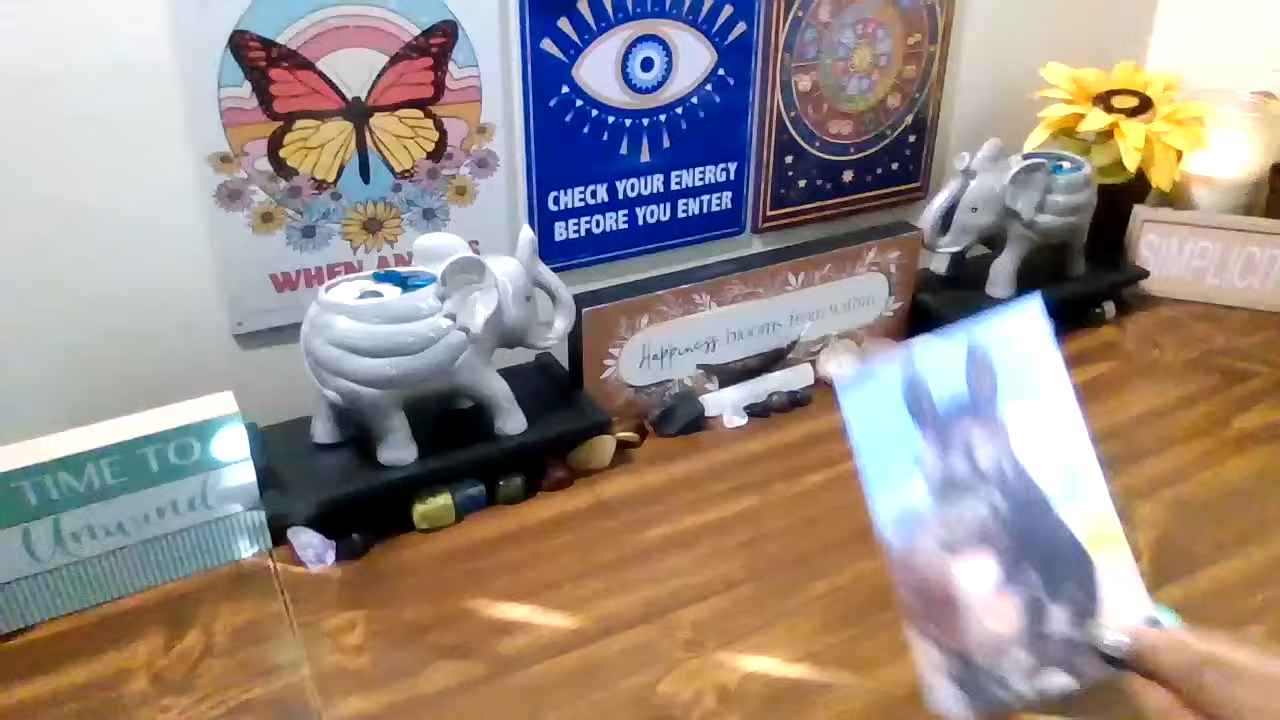 WHEN AN
CHECK YOUR ENERGY
BEFORE YOU ENTER
Happiness blooms from within
TIME TO
Unwind
SIMPLICIT